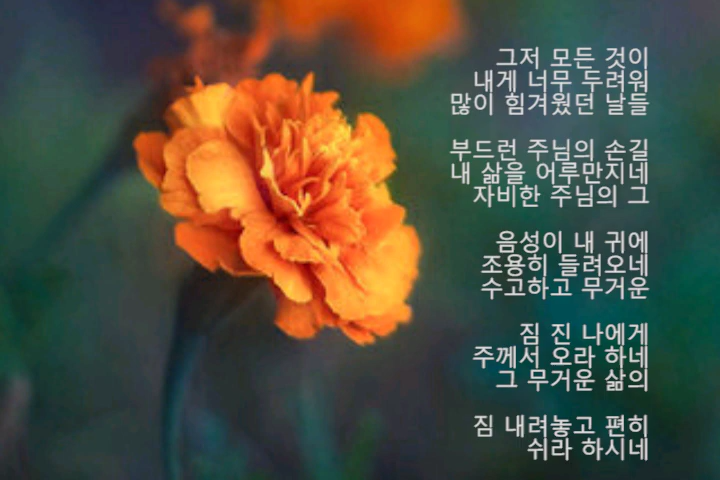 그저 모든 것이
내게 너무 두려워
많이 힘겨웠던 날들
부드런 주님의 손길
내 삶을 어루만지네
자비한 주님의 그
음성이 내 귀에
조용히 들려오네
수고하고 무거운
짐 진 나에게
주께서 오라 하네
그 무거운 삶의
짐 내려놓고 편히
쉬라 하시네